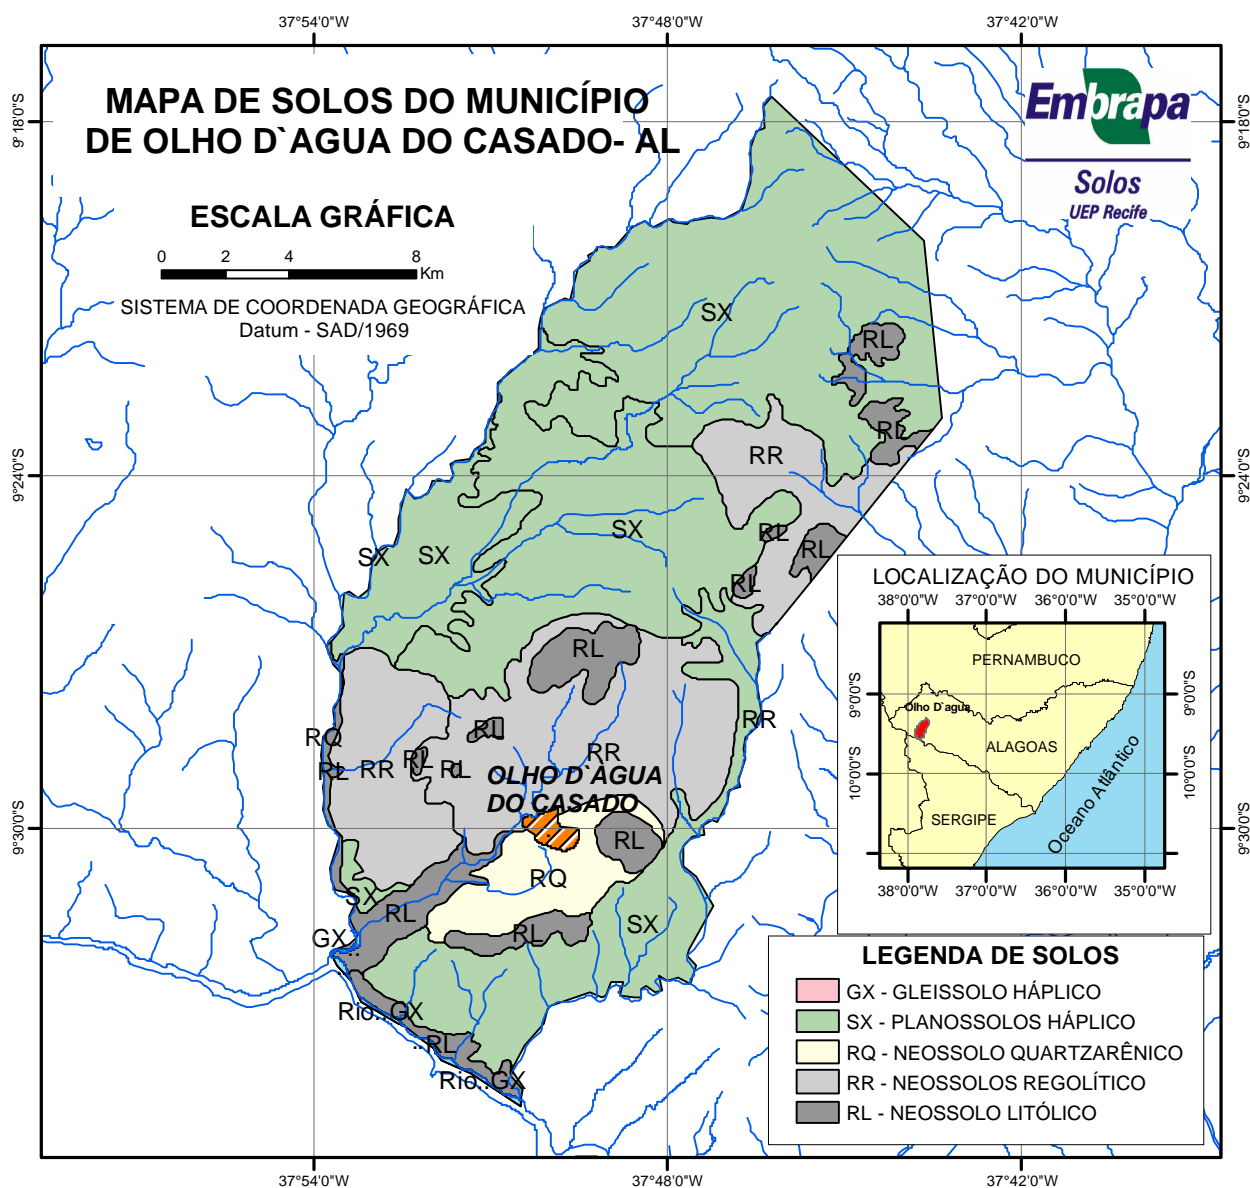 37°54'0"W
37°48'0"W
37°42'0"W
9°18'0"S
9°18'0"S
MAPA DE SOLOS DO MUNICÍPIO
DE OLHO D`AGUA DO CASADO- AL
Embrapa
Solos
UEP Recife
ESCALA GRÁFICA
0 2 4 8
Km
SISTEMA DE COORDENADA GEOGRÁFICA
Datum - SAD/1969
SX
RL
RL
RR
9°24'0"S
9°24'0"S
SX
RL
RL
SX
SX
RL
RL
RR
RL
RR
RQ
RL
RR
RL
RL
OLHO D`AGUA
DO CASADO
9°30'0"S
9°30'0"S
RL
RQ
SX
RL
RL
SX
GX
Rio
GX
RL
Rio
GX
LOCALIZAÇÃO DO MUNICÍPIO
38°0'0"W 37°0'0"W 36°0'0"W 35°0'0"W
PERNAMBUCO
9°0'0"S
9°0'0"S
Olho D`agua
ALAGOAS
10°0'0"S
10°0'0"S
SERGIPE
Oceano Atlântico
38°0'0"W 37°0'0"W 36°0'0"W 35°0'0"W
LEGENDA DE SOLOS
GX - GLEISSOLO HÁPLICO
SX - PLANOSSOLOS HÁPLICO
RQ - NEOSSOLO QUARTZARÊNICO
RR - NEOSSOLOS REGOLÍTICO
RL - NEOSSOLO LITÓLICO
37°54'0"W
37°48'0"W
37°42'0"W